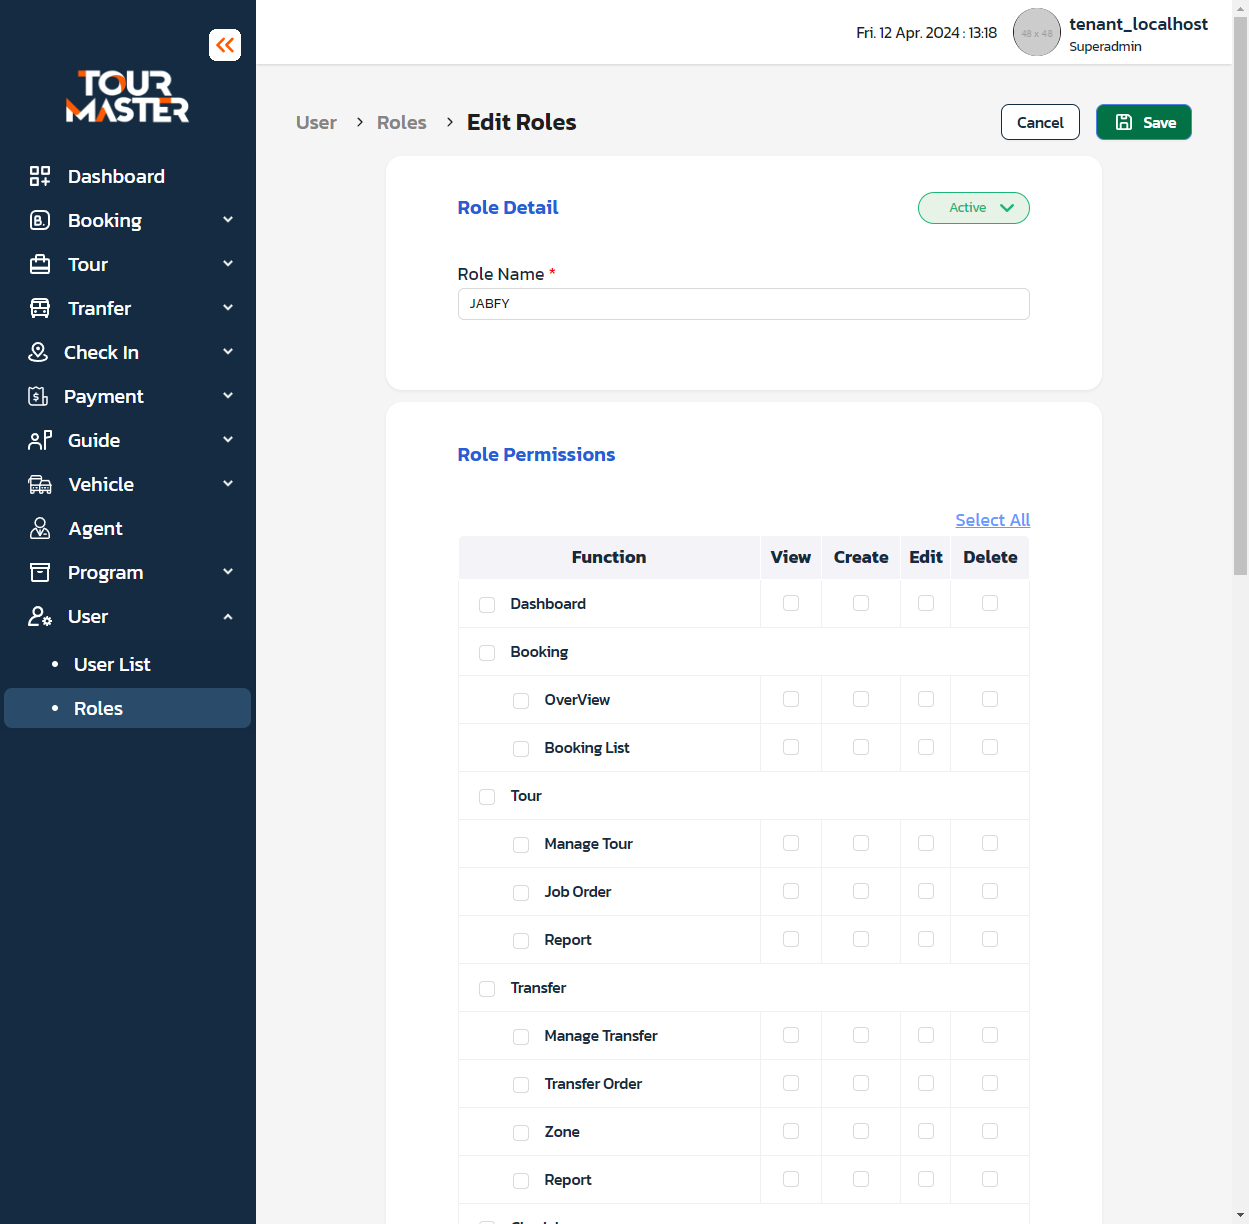 Fri. 12 Apr. 2024 : 13:18
48 x 48
tenant_localhost
Superadmin
TOUR
MASTER
Dashboard
Booking
Tour
Tranfer
Check In
Payment
Guide
Vehicle
Agent
Program
User
User List
Roles
User > Roles > Edit Roles
Cancel
Save
Role Detail
Active
Role Name *
JABFY
Role Permissions
Select All
Function View Create Edit Delete
Dashboard
Booking
OverView
Booking List
Tour
Manage Tour
Job Order
Report
Transfer
Manage Transfer
Transfer Order
Zone
Report